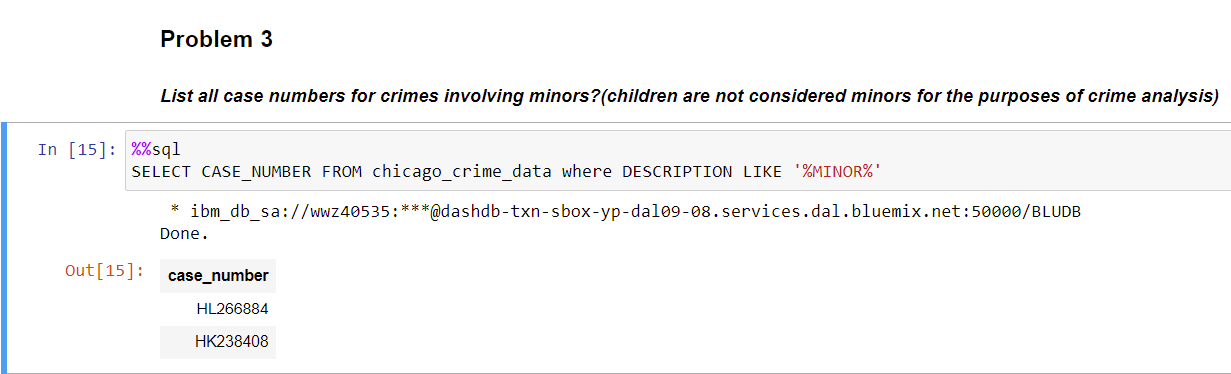 Problem 3
List all case numbers for crimes involving minors?(children are not considered minors for the purposes of crime analysis)
In [15]: %%sql
SELECT CASE_NUMBER FROM chicago_crime_data where DESCRIPTION LIKE '%MINOR%'
* ibm_db_sa://wwz40535:***@dashdb-txn-sbox-yp-dal09-08.services.dal.bluemix.net:50000/BLUDB
Done.
Out[15]: case_number
HL266884
HK238408